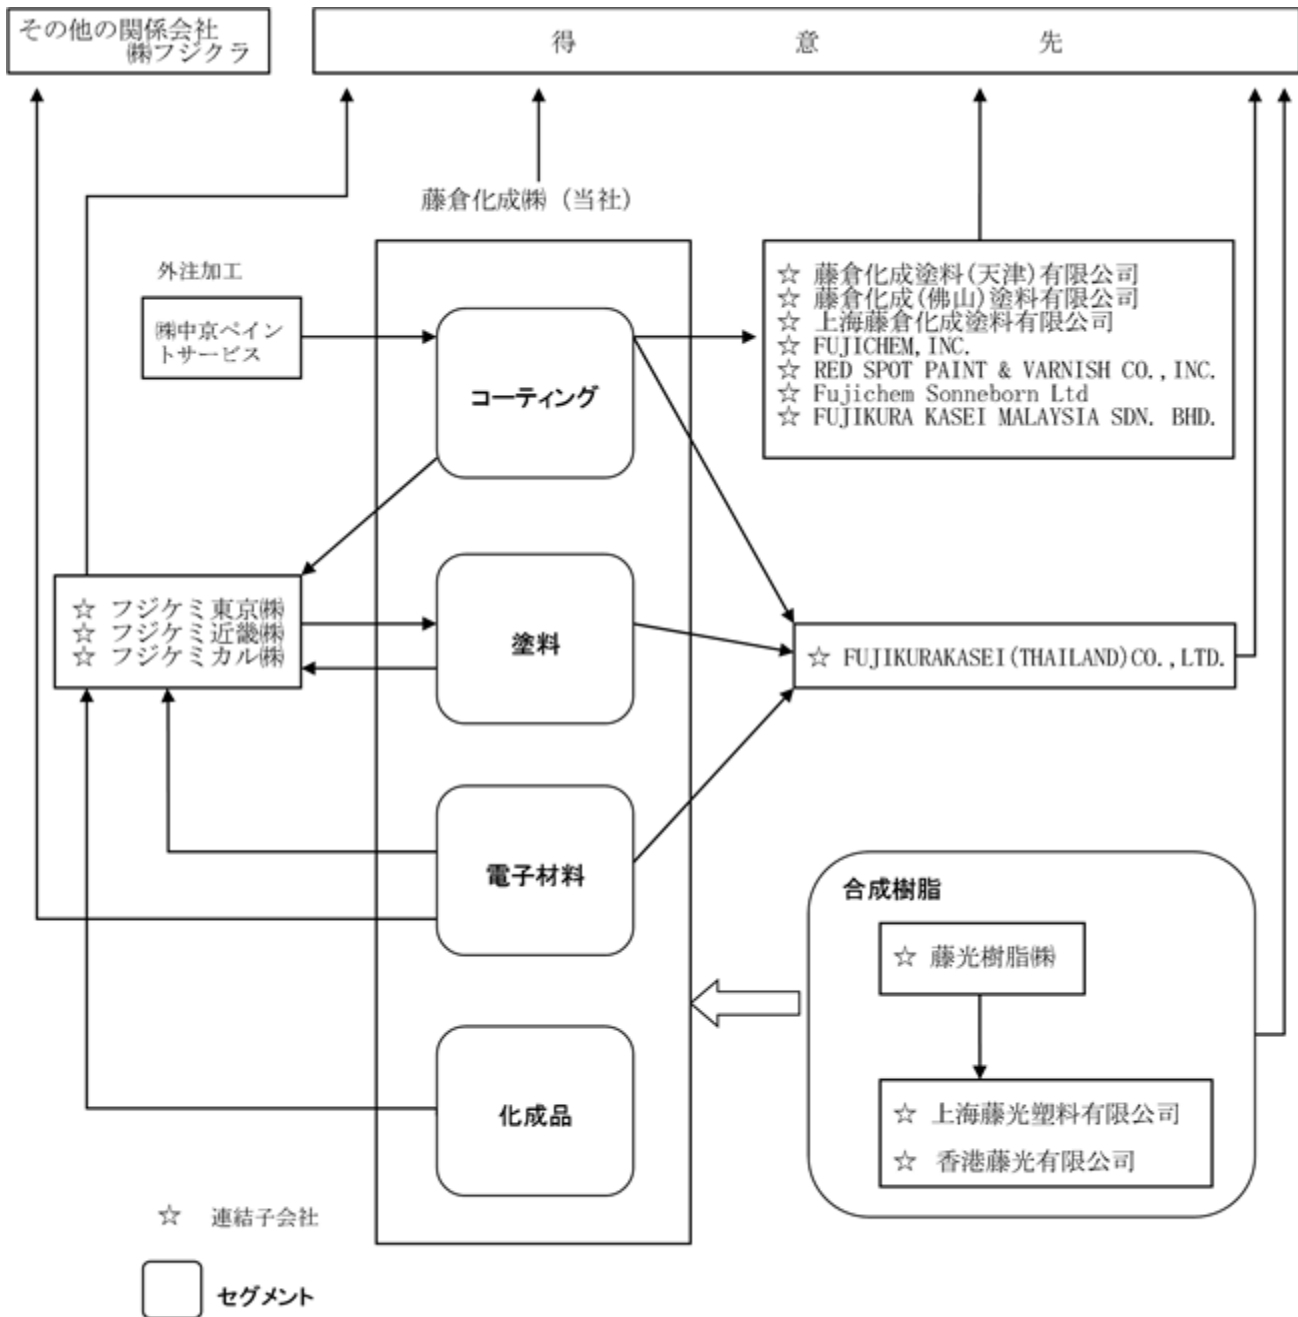 その他の関係会社
㈱フジクラ
得意先
藤倉化成㈱(当社)
外注加工
㈱中京ペイン
トサービス
コーティング
☆ 藤倉化成塗料(天津)有限公司
☆ 藤倉化成(佛山)塗料有限公司
☆ 上海藤倉化成塗料有限公司
☆ FUJICHEM,INC.
☆ RED SPOT PAINT & VARNISH CO.,INC.
☆ Fujichem Sonneborn Ltd
☆ FUJIKURA KASEI MALAYSIA SDN. BHD.
☆ フジケミ東京㈱
☆ フジケミ近畿㈱
☆ フジケミカル㈱
塗料
☆ FUJIKURAKASEI(THAILAND)CO.,LTD.
電子材料
合成樹脂
☆ 藤光樹脂㈱
化成品
☆ 上海藤光塑料有限公司
☆ 香港藤光有限公司
☆ 連結子会社
セグメント